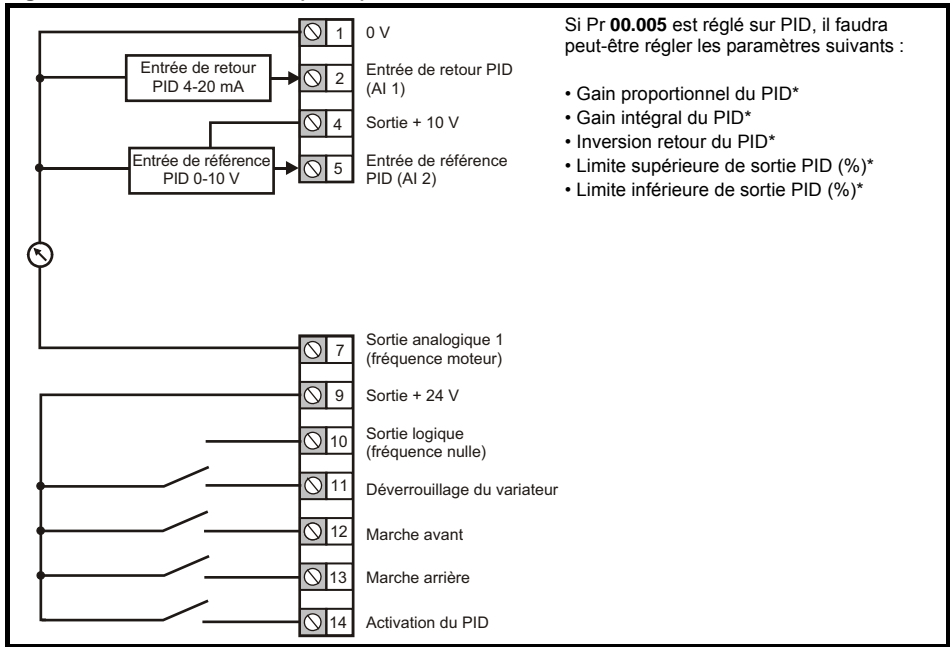 1 0 V
Entrée de retour
PID 4-20 mA
2 Entrée de retour PID
(AI 1)
4 Sortie + 10 V
Entrée de référence
PID 0-10 V
5 Entrée de référence
PID (AI 2)
7 Sortie analogique 1
(fréquence moteur)
9 Sortie + 24 V
10 Sortie logique
(fréquence nulle)
11 Déverrouillage du variateur
12 Marche avant
13 Marche arrière
14 Activation du PID
Si Pr 00.005 est réglé sur PID, il faudra
peut-être régler les paramètres suivants :
• Gain proportionnel du PID*
• Gain intégral du PID*
• Inversion retour du PID*
• Limite supérieure de sortie PID (%)*
• Limite inférieure de sortie PID (%)*